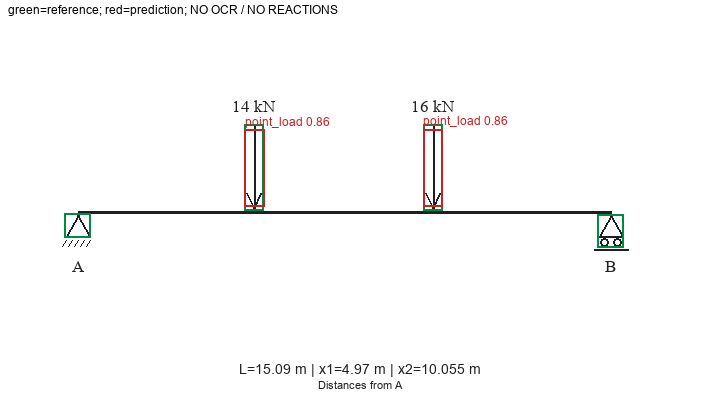 green=reference; red=prediction; NO OCR / NO REACTIONS
14 kN
16 kN
point_load 0.86
point_load 0.86
A
B
L=15.09 m | x1=4.97 m | x2=10.055 m
Distances from A